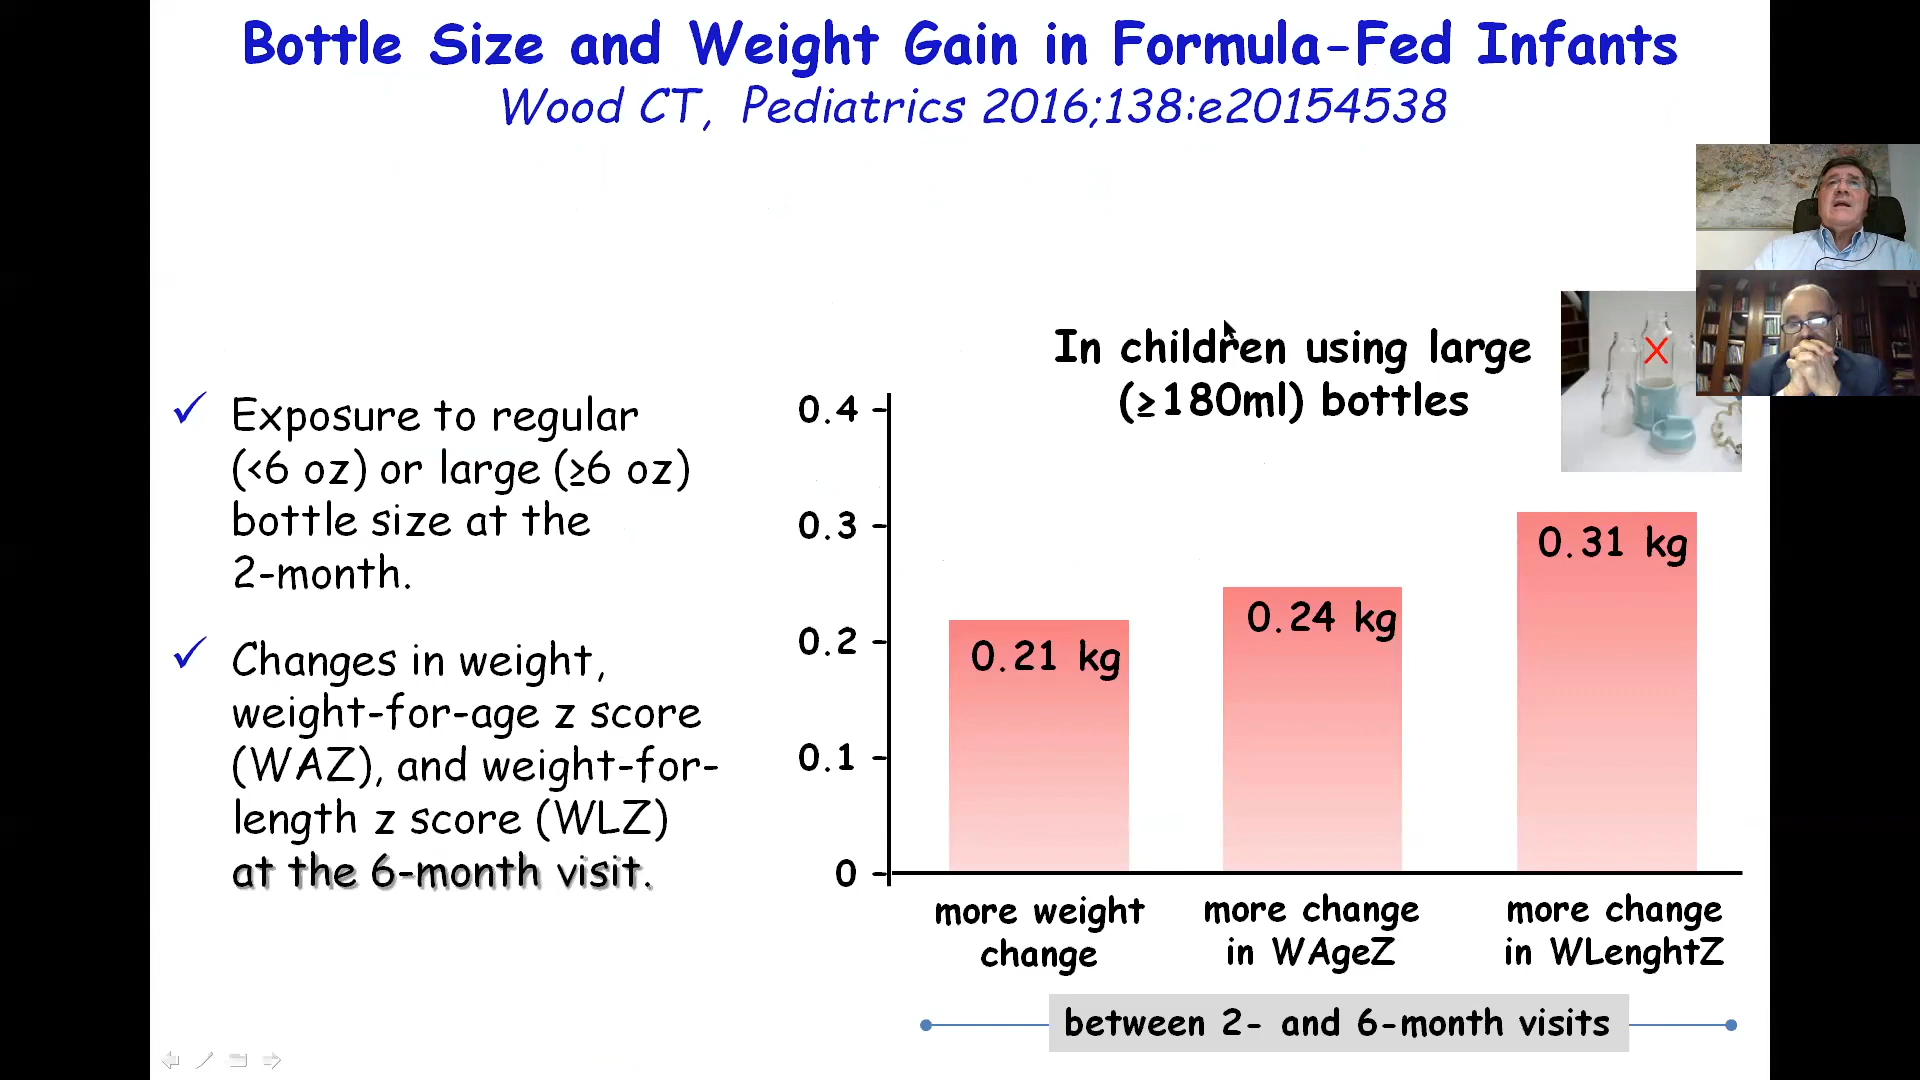 Bottle Size and Weight Gain in Formula-Fed Infants
Wood CT, Pediatrics 2016;138:e20154538
✓ Exposure to regular
(<6 oz) or large (≥6 oz)
bottle size at the
2-month.
✓ Changes in weight,
weight-for-age z score
(WAZ), and weight-for-
length z score (WLZ)
at the 6-month visit.
In children using large
(≥180ml) bottles
X
0.4
0.3
0.2
0.1
0
0.21 kg
0.24 kg
0.31 kg
more weight
change
more change
in WAgeZ
more change
in WLenghtZ
between 2- and 6-month visits